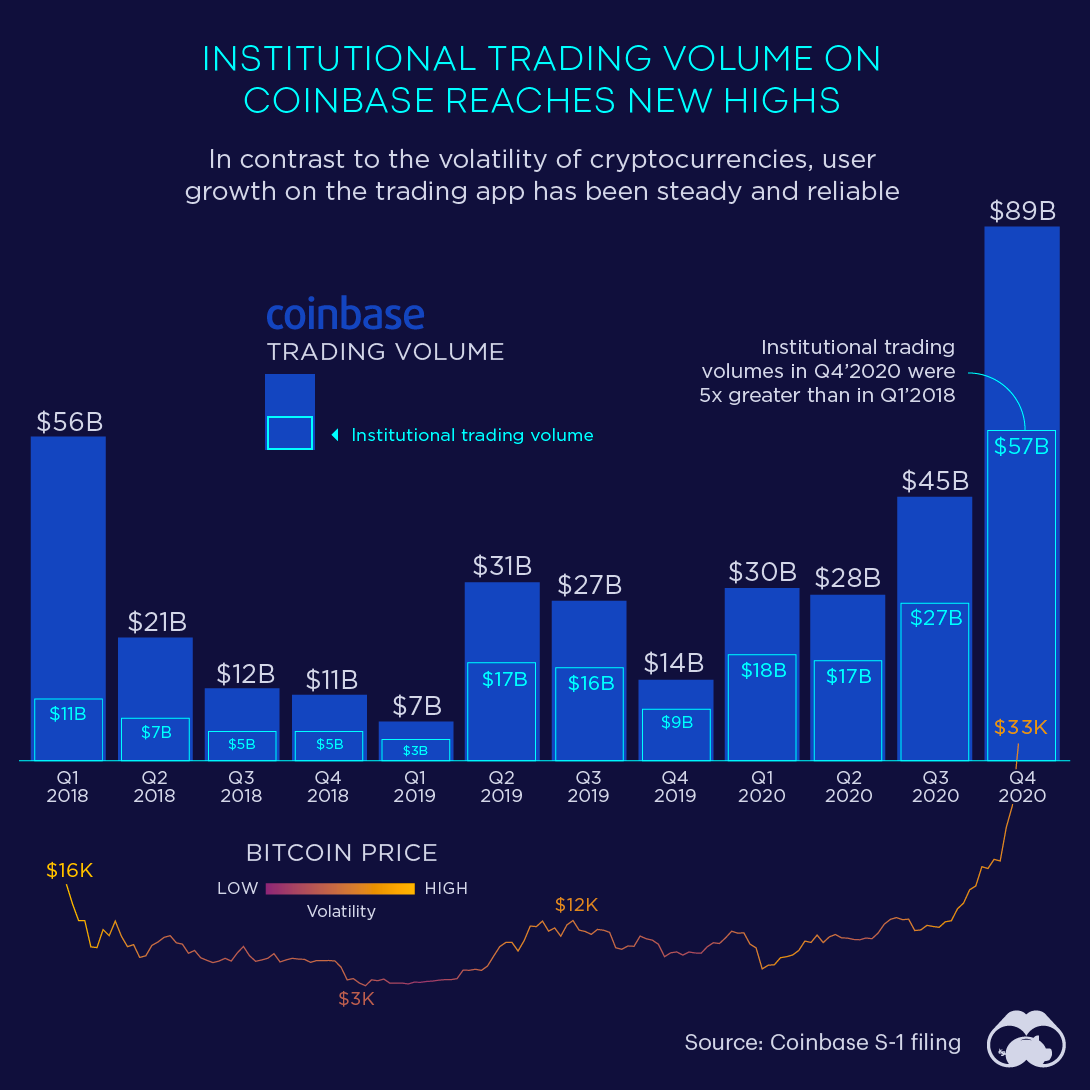 INSTITUTIONAL TRADING VOLUME ON
COINBASE REACHES NEW HIGHS
In contrast to the volatility of cryptocurrencies, user
growth on the trading app has been steady and reliable
coinbase
TRADING VOLUME
Institutional trading volume
Institutional trading
volumes in Q4'2020 were
5x greater than in Q1'2018
$56B
$21B
$12B
$11B
$7B
$31B
$27B
$14B
$30B
$28B
$45B
$89B
$11B
$7B
$5B
$5B
$3B
$17B
$16B
$9B
$18B
$17B
$27B
$57B
$33K
Q1
2018
Q2
2018
Q3
2018
Q4
2018
Q1
2019
Q2
2019
Q3
2019
Q4
2019
Q1
2020
Q2
2020
Q3
2020
Q4
2020
BITCOIN PRICE
LOW HIGH
Volatility
$16K
$3K
$12K
Source: Coinbase S-1 filing